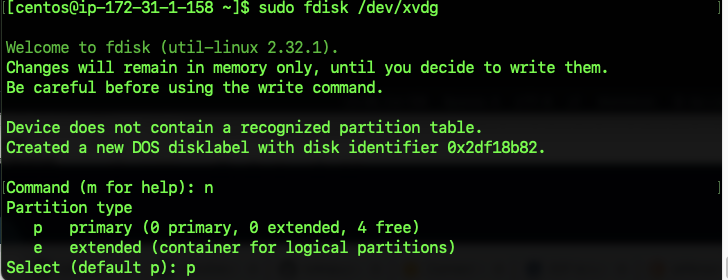 [[centos@ip-172-31-1-158 ~]$ sudo fdisk /dev/xvdg ]
Welcome to fdisk (util-linux 2.32.1).
Changes will remain in memory only, until you decide to write them.
Be careful before using the write command.
Device does not contain a recognized partition table.
Created a new DOS disklabel with disk identifier 0x2df18b82.
[Command (m for help): n ]
Partition type
   p   primary (0 primary, 0 extended, 4 free)
   e   extended (container for logical partitions)
Select (default p): p